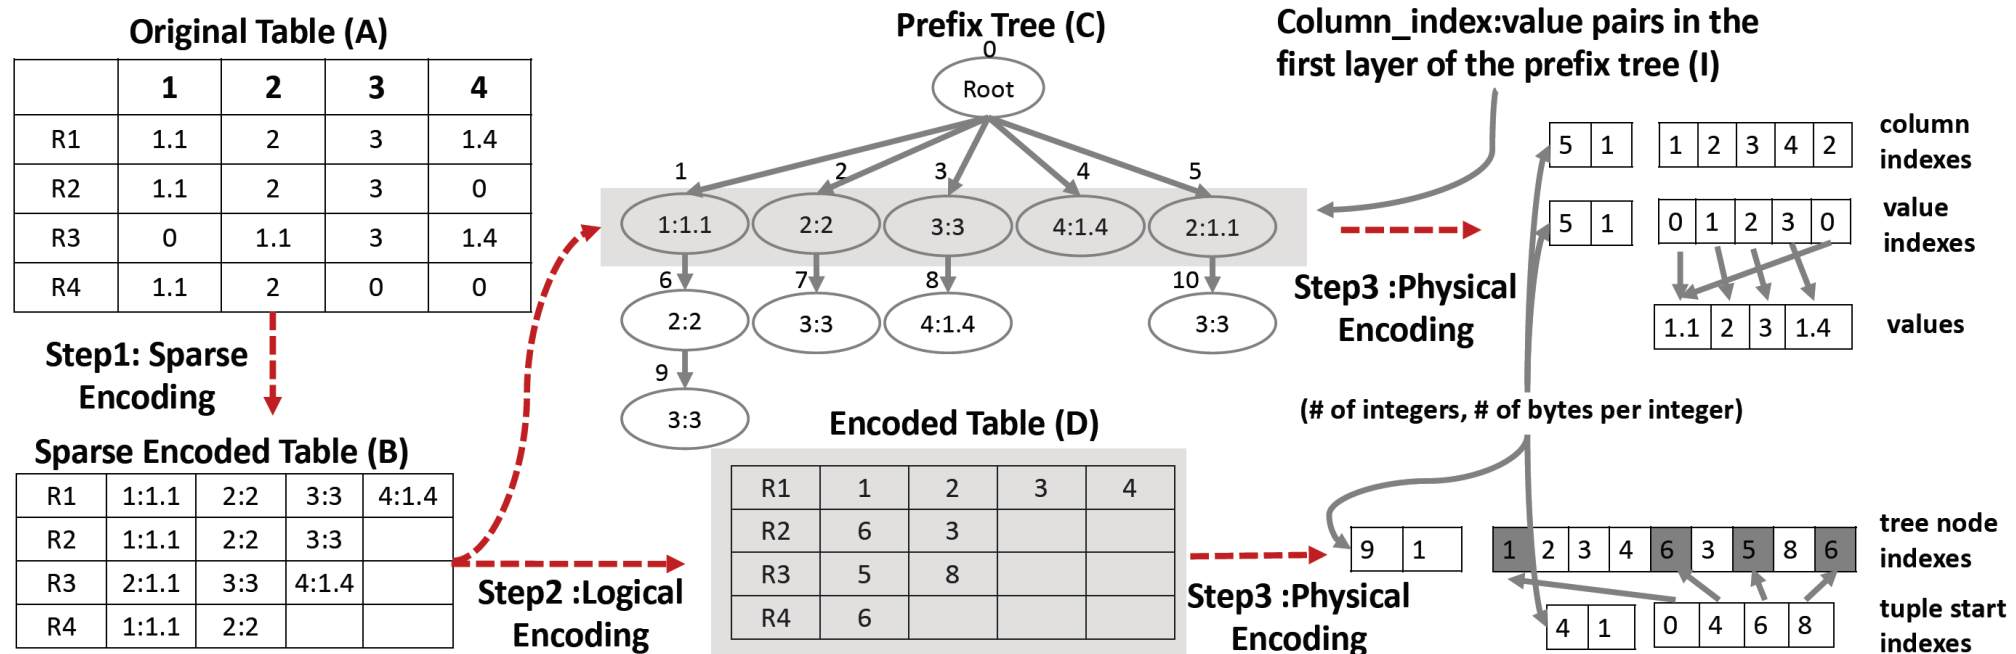 Original Table (A)
1 2 3 4
R1 1.1 2 3 1.4
R2 1.1 2 3 0
R3 0 1.1 3 1.4
R4 1.1 2 0 0
Step1: Sparse
Encoding
Sparse Encoded Table (B)
R1 1:1.1 2:2 3:3 4:1.4
R2 1:1.1 2:2 3:3
R3 2:1.1 3:3 4:1.4
R4 1:1.1 2:2
Prefix Tree (C)
0
Root
1 2 3 4 5
1:1.1 2:2 3:3 4:1.4 2:1.1
6 7 8 10
2:2 3:3 4:1.4 3:3
9
3:3
Step2 :Logical
Encoding
Encoded Table (D)
R1 1 2 3 4
R2 6 3
R3 5 8
R4 6
Column_index:value pairs in the
first layer of the prefix tree (I)
Step3 :Physical
Encoding
5 1 1 2 3 4 2
column
indexes
5 1 0 1 2 3 0
value
indexes
1.1 2 3 1.4 values
(# of integers, # of bytes per integer)
Step3 :Physical
Encoding
9 1 1 2 3 4 6 3 5 8 6
tree node
indexes
4 1 0 4 6 8
tuple start
indexes